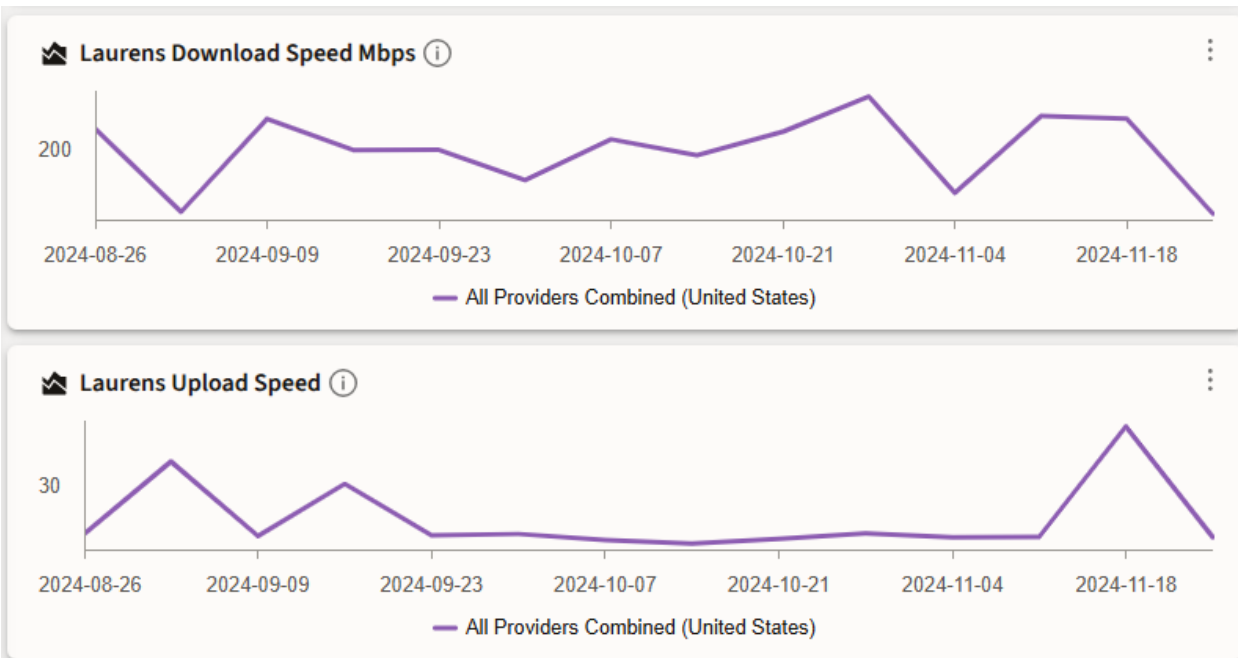 Laurens Download Speed Mbps
200
2024-08-26 2024-09-09 2024-09-23 2024-10-07 2024-10-21 2024-11-04 2024-11-18
All Providers Combined (United States)
Laurens Upload Speed
30
2024-08-26 2024-09-09 2024-09-23 2024-10-07 2024-10-21 2024-11-04 2024-11-18
All Providers Combined (United States)